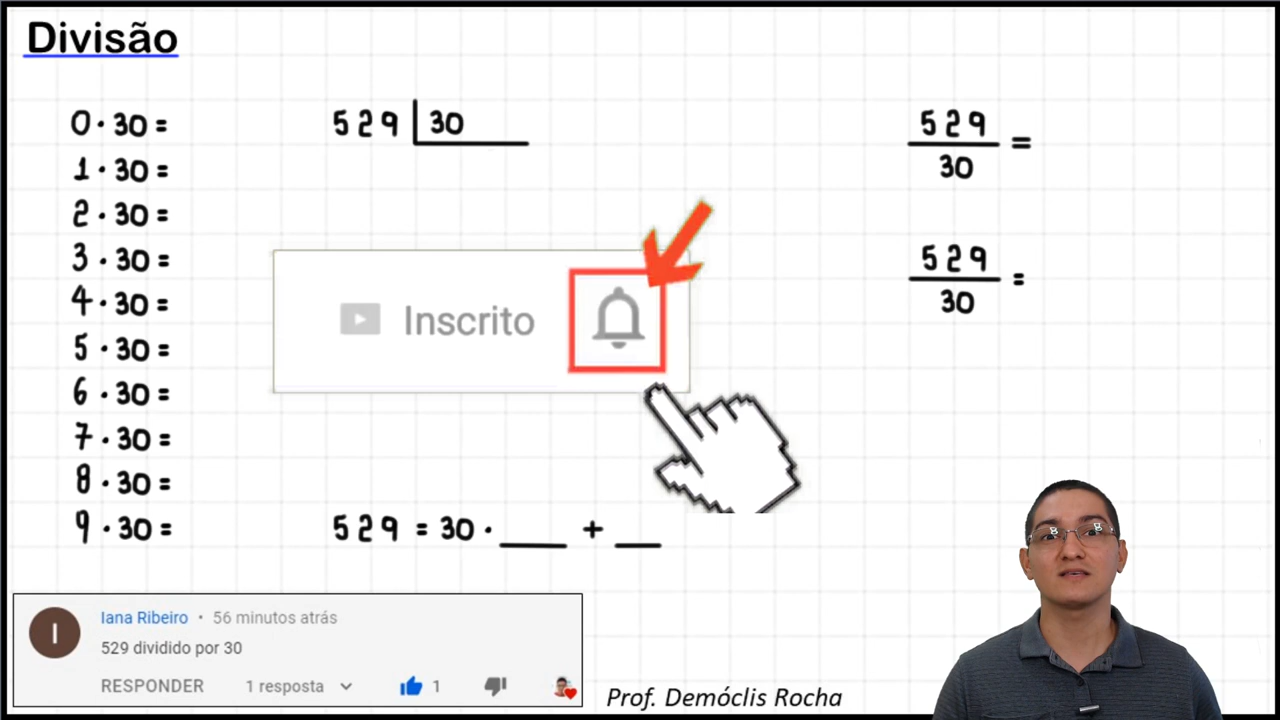 Divisão
0 · 30 =
1 · 30 =
2 · 30 =
3 · 30 =
4 · 30 =
5 · 30 =
6 · 30 =
7 · 30 =
8 · 30 =
9 · 30 =
529 30
Inscrito
529 = 30 · ____ + ___
529
30 =
529
30 =
I
Iana Ribeiro • 56 minutos atrás
529 dividido por 30
RESPONDER 1 resposta 1
Prof. Demóclis Rocha